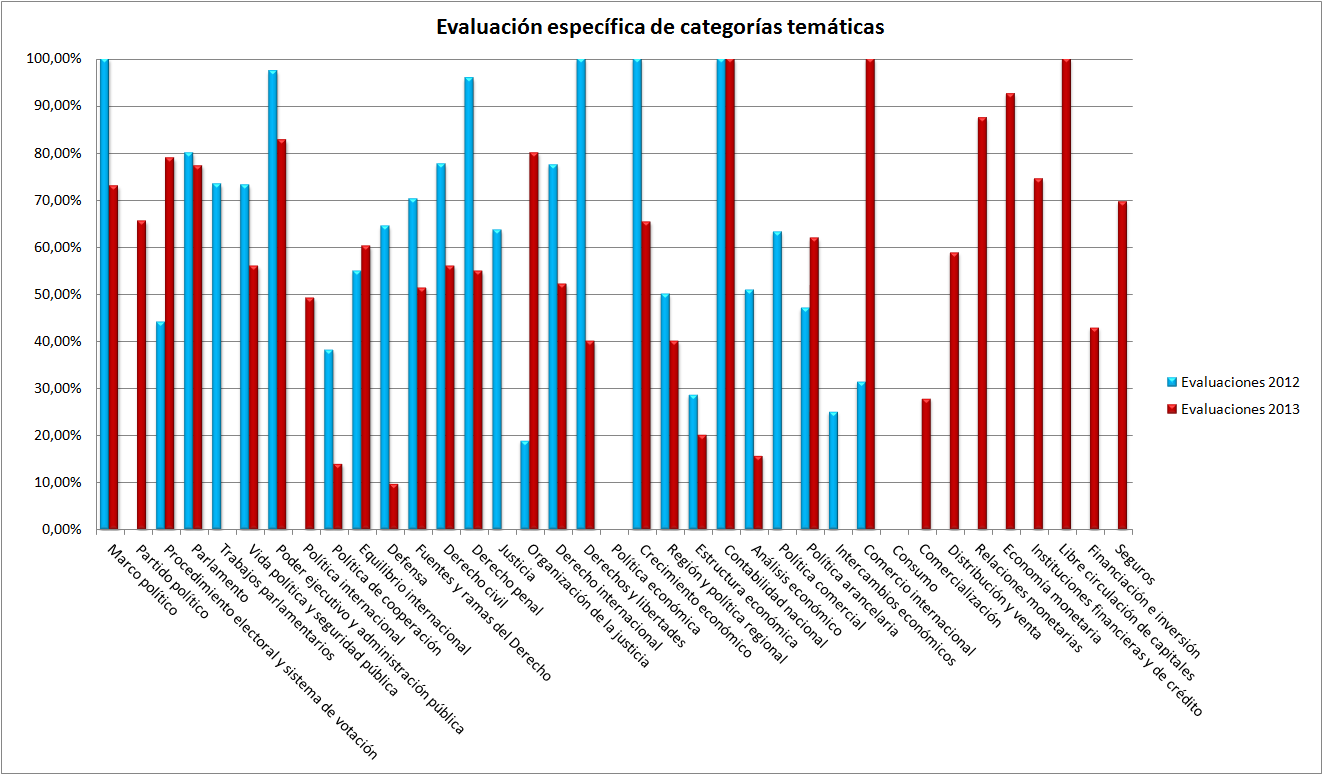 Evaluación específica de categorías temáticas
100,00%
90,00%
80,00%
70,00%
60,00%
50,00%
40,00%
30,00%
20,00%
10,00%
0,00%
Marco político
Partido político
Procedimiento electoral y sistema de votación
Parlamento
Trabajos parlamentarios
Vida política y seguridad pública
Poder ejecutivo y administración pública
Política internacional
Política de cooperación
Equilibrio internacional
Defensa
Fuentes y ramas del Derecho
Derecho civil
Derecho penal
Justicia
Organización de la justicia
Derecho internacional
Derechos y libertades
Política económica
Crecimiento económico
Región y política regional
Estructura económica
Contabilidad nacional
Análisis económico
Política comercial
Política arancelaria
Intercambios económicos
Comercio internacional
Consumo
Comercialización
Distribución y venta
Relaciones monetarias
Economía monetaria
Instituciones financieras y de crédito
Libre circulación de capitales
Financiación e inversión
Seguros
Evaluaciones 2012
Evaluaciones 2013